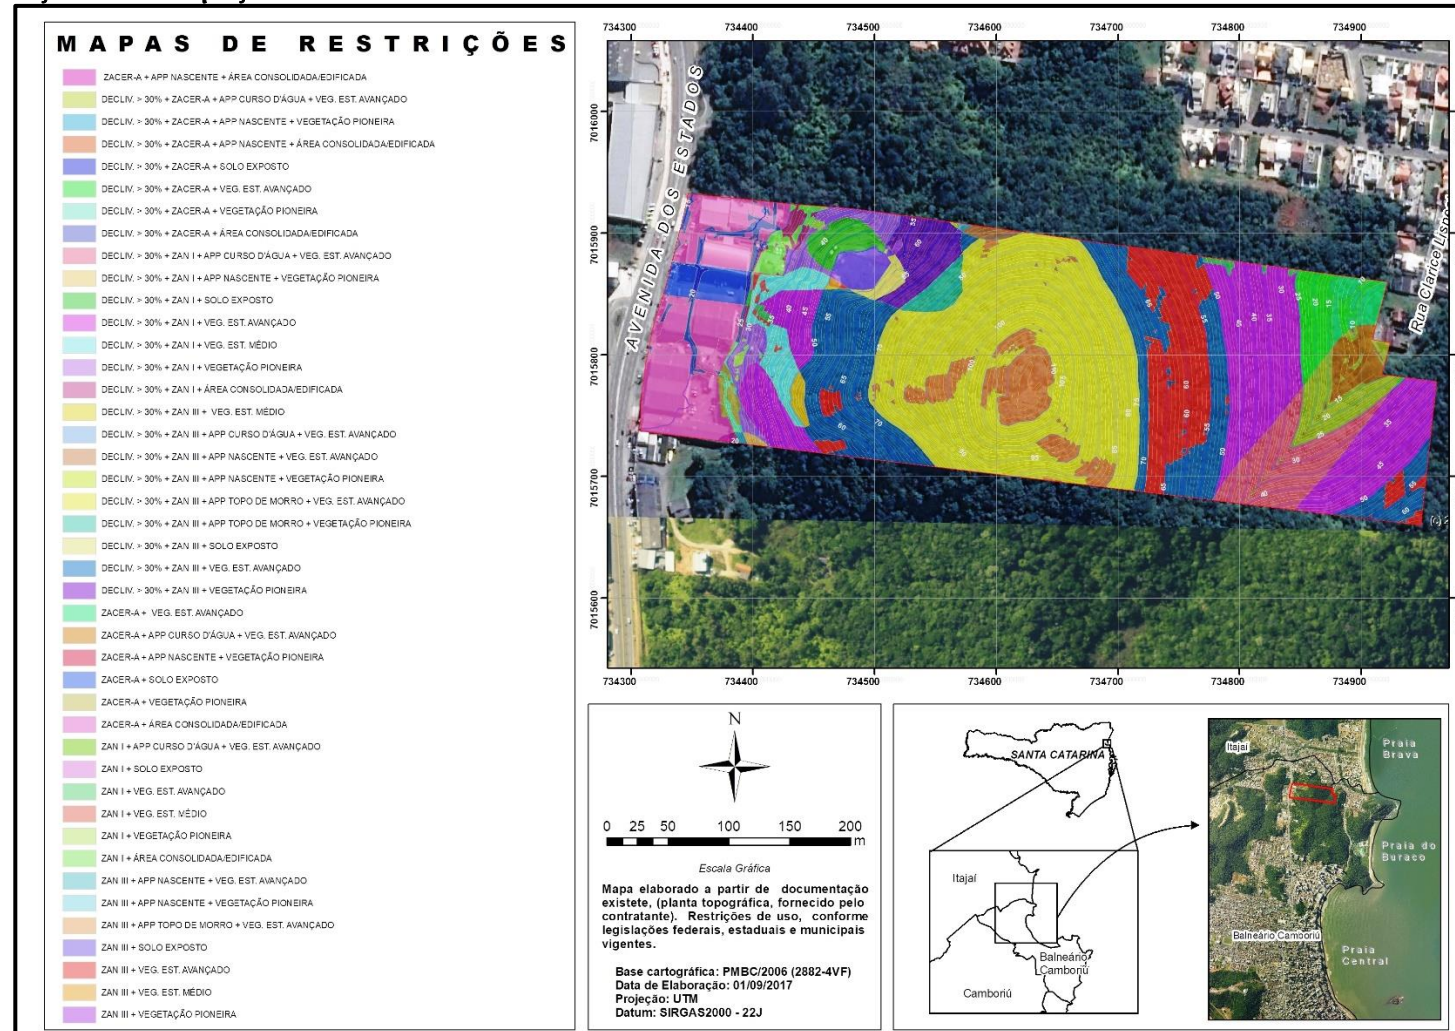 MAPAS DE RESTRIÇÕES
ZACER-A + APP NASCENTE + ÁREA CONSOLIDADA/EDIFICADA
DECLIV. > 30% + ZACER-A + APP CURSO D'ÁGUA + VEG. EST. AVANÇADO
DECLIV. > 30% + ZACER-A + APP NASCENTE + VEGETAÇÃO PIONEIRA
DECLIV. > 30% + ZACER-A + APP NASCENTE + ÁREA CONSOLIDADA/EDIFICADA
DECLIV. > 30% + ZACER-A + SOLO EXPOSTO
DECLIV. > 30% + ZACER-A + VEG. EST. AVANÇADO
DECLIV. > 30% + ZACER-A + VEGETAÇÃO PIONEIRA
DECLIV. > 30% + ZACER-A + ÁREA CONSOLIDADA/EDIFICADA
DECLIV. > 30% + ZAN I + APP CURSO D'ÁGUA + VEG. EST. AVANÇADO
DECLIV. > 30% + ZAN I + APP NASCENTE + VEGETAÇÃO PIONEIRA
DECLIV. > 30% + ZAN I + SOLO EXPOSTO
DECLIV. > 30% + ZAN I + VEG. EST. AVANÇADO
DECLIV. > 30% + ZAN I + VEG. EST. MÉDIO
DECLIV. > 30% + ZAN I + VEGETAÇÃO PIONEIRA
DECLIV. > 30% + ZAN I + ÁREA CONSOLIDADA/EDIFICADA
DECLIV. > 30% + ZAN III + VEG. EST. MÉDIO
DECLIV. > 30% + ZAN III + APP CURSO D'ÁGUA + VEG. EST. AVANÇADO
DECLIV. > 30% + ZAN III + APP NASCENTE + VEG. EST. AVANÇADO
DECLIV. > 30% + ZAN III + APP NASCENTE + VEGETAÇÃO PIONEIRA
DECLIV. > 30% + ZAN III + APP TOPO DE MORRO + VEG. EST. AVANÇADO
DECLIV. > 30% + ZAN III + APP TOPO DE MORRO + VEGETAÇÃO PIONEIRA
DECLIV. > 30% + ZAN III + SOLO EXPOSTO
DECLIV. > 30% + ZAN III + VEG. EST. AVANÇADO
DECLIV. > 30% + ZAN III + VEGETAÇÃO PIONEIRA
ZACER-A + VEG. EST. AVANÇADO
ZACER-A + APP CURSO D'ÁGUA + VEG. EST. AVANÇADO
ZACER-A + APP NASCENTE + VEGETAÇÃO PIONEIRA
ZACER-A + SOLO EXPOSTO
ZACER-A + VEGETAÇÃO PIONEIRA
ZACER-A + ÁREA CONSOLIDADA/EDIFICADA
ZAN I + APP CURSO D'ÁGUA + VEG. EST. AVANÇADO
ZAN I + SOLO EXPOSTO
ZAN I + VEG. EST. AVANÇADO
ZAN I + VEG. EST. MÉDIO
ZAN I + VEGETAÇÃO PIONEIRA
ZAN I + ÁREA CONSOLIDADA/EDIFICADA
ZAN III + APP NASCENTE + VEG. EST. AVANÇADO
ZAN III + APP NASCENTE + VEGETAÇÃO PIONEIRA
ZAN III + APP TOPO DE MORRO + VEG. EST. AVANÇADO
ZAN III + SOLO EXPOSTO
ZAN III + VEG. EST. AVANÇADO
ZAN III + VEG. EST. MÉDIO
ZAN III + VEGETAÇÃO PIONEIRA
734300 734400 734500 734600 734700 734800 734900
7016000
7015900
7015800
7015700
7015600
AVENIDA DOS ESTADOS
Rua Clarice Lispe
734300 734400 734500 734600 734700 734800 734900
N
0 25 50 100 150 200
m
Escala Gráfica
Mapa elaborado a partir de documentação
existete, (planta topográfica, fornecido pelo
contratante). Restrições de uso, conforme
legislações federais, estaduais e municipais
vigentes.
Base cartográfica: PMBC/2006 (2882-4VF)
Data de Elaboração: 01/09/2017
Projeção: UTM
Datum: SIRGAS2000 - 22J
SANTA CATARINA
Itajaí
Balneário
Camboriú
Camboriú
Itajaí
Praia
Brava
Praia do
Buraco
Balneário Camboriú
Praia
Central